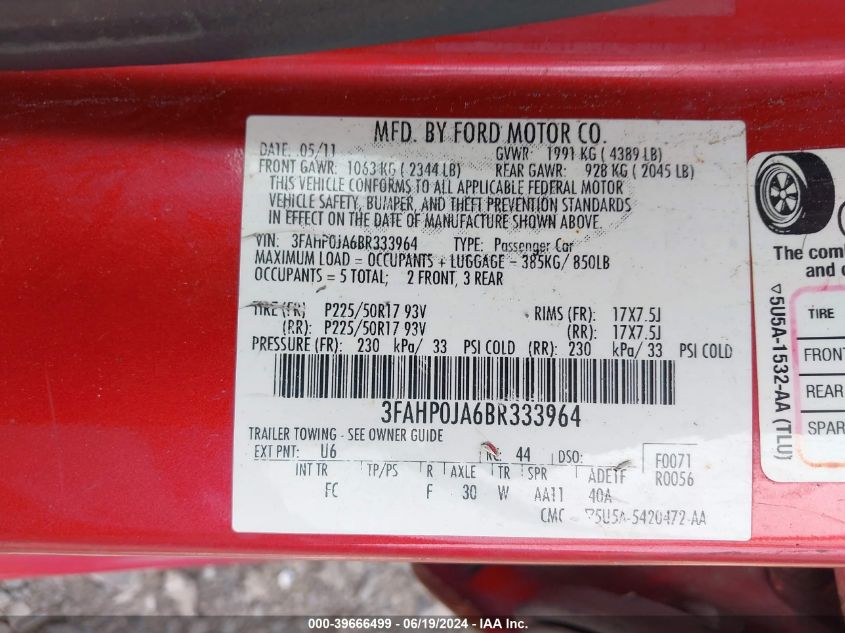 MFD. BY FORD MOTOR CO.
DATE: 05/11 GVWR: 1991 KG ( 4389 LB)
FRONT GAWR: 1063 KG ( 2344 LB) REAR GAWR: 928 KG ( 2045 LB)
THIS VEHICLE CONFORMS TO ALL APPLICABLE FEDERAL MOTOR
VEHICLE SAFETY, BUMPER, AND THEFT PREVENTION STANDARDS
IN EFFECT ON THE DATE OF MANUFACTURE SHOWN ABOVE.
VIN: 3FAHP0JA6BR333964 TYPE: Passenger Car
MAXIMUM LOAD = OCCUPANTS + LUGGAGE = 385KG/ 850LB
OCCUPANTS = 5 TOTAL; 2 FRONT, 3 REAR
TIRE (FR) P225/50R17 93V RIMS (FR): 17X7.5J
(RR): P225/50R17 93V (RR): 17X7.5J
PRESSURE (FR): 230 kPa/ 33 PSI COLD (RR): 230 kPa/ 33 PSI COLD
3FAHP0JA6BR333964
TRAILER TOWING - SEE OWNER GUIDE
EXT PNT: U6 RC: 44 DSO: F0071
R0056
INT TR TP/PS R AXLE TR SPR ADETF
FC F 30 W AA11 40A
CMC ▽5U5A-5420472-AA
The com
and
▽5U5A-1532-AA (TLU)
TIRE
FRONT
REAR
SPAR
000-39666499 - 06/19/2024 - IAA Inc.